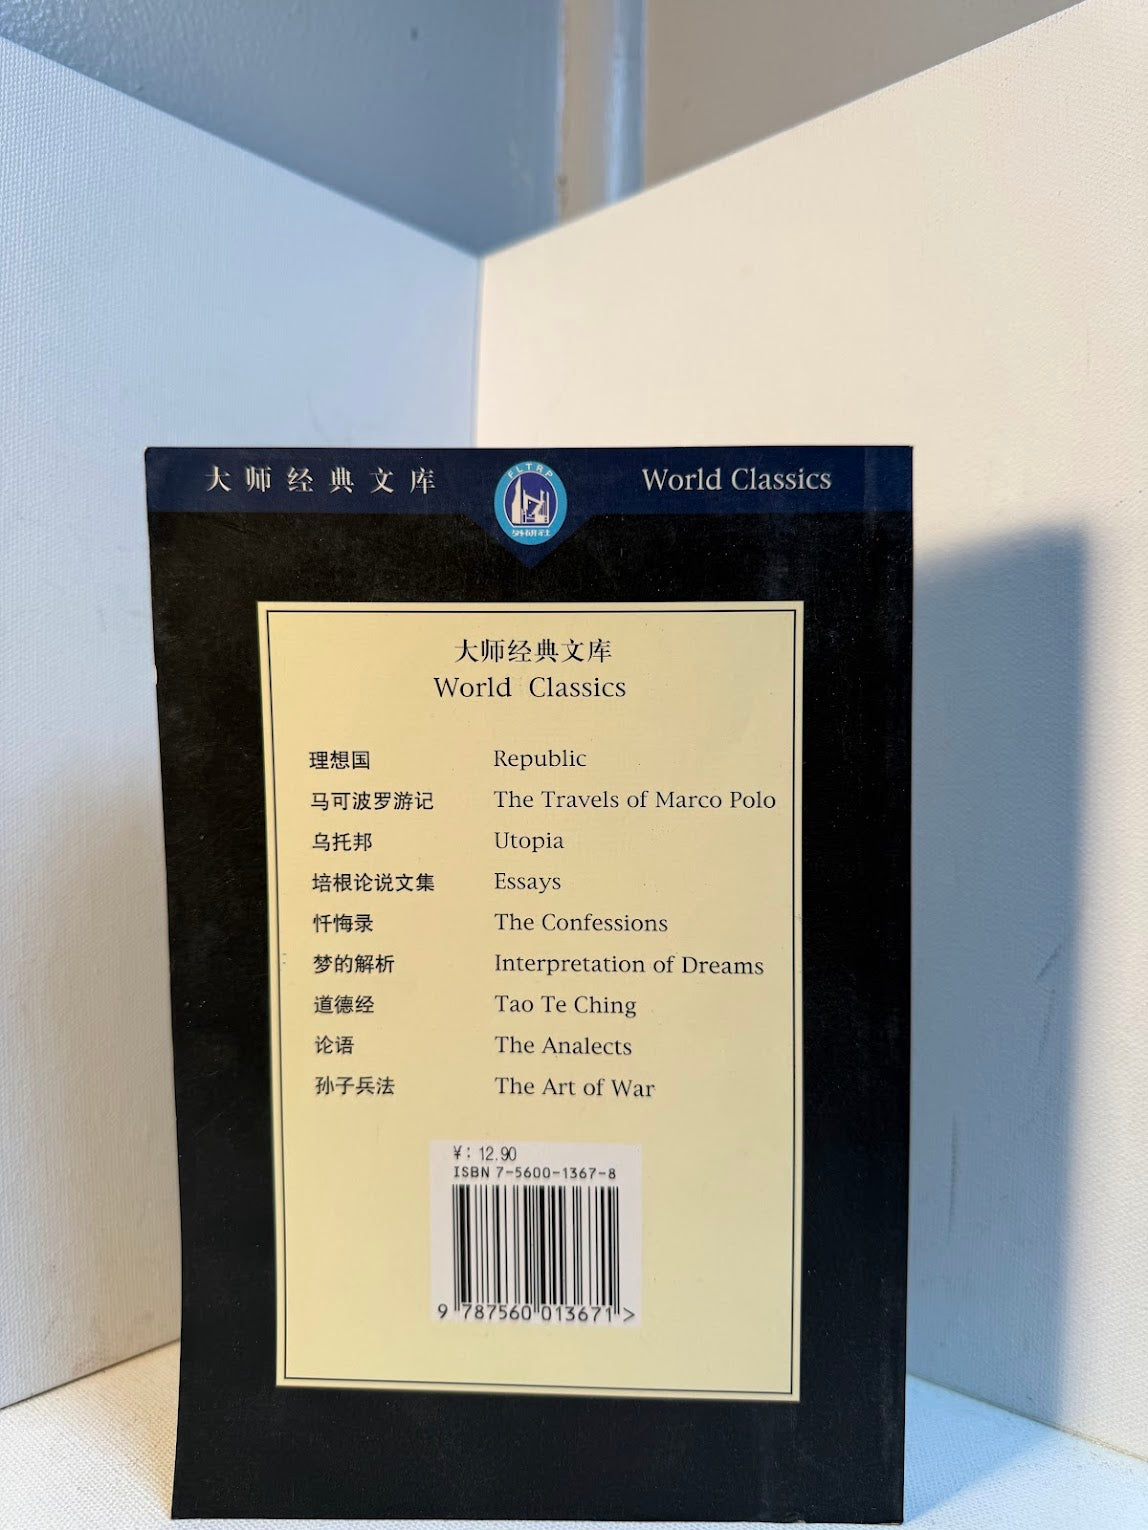 大师经典文库
FLTRP
外研社
World Classics
大师经典文库
World Classics
理想国 Republic
马可波罗游记 The Travels of Marco Polo
乌托邦 Utopia
培根论说文集 Essays
忏悔录 The Confessions
梦的解析 Interpretation of Dreams
道德经 Tao Te Ching
论语 The Analects
孙子兵法 The Art of War
¥: 12.90
ISBN 7-5600-1367-8
9 787560 013671 >